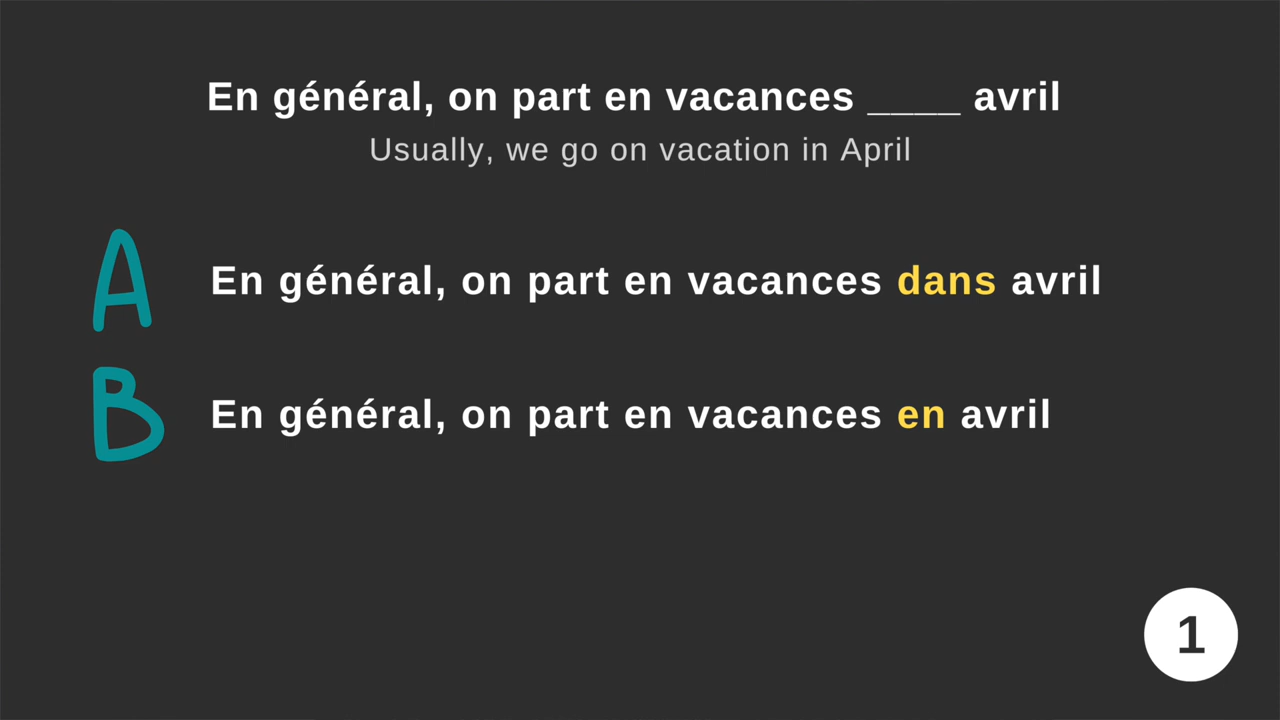 En général, on part en vacances ____ avril
Usually, we go on vacation in April
A
En général, on part en vacances dans avril
B
En général, on part en vacances en avril
1